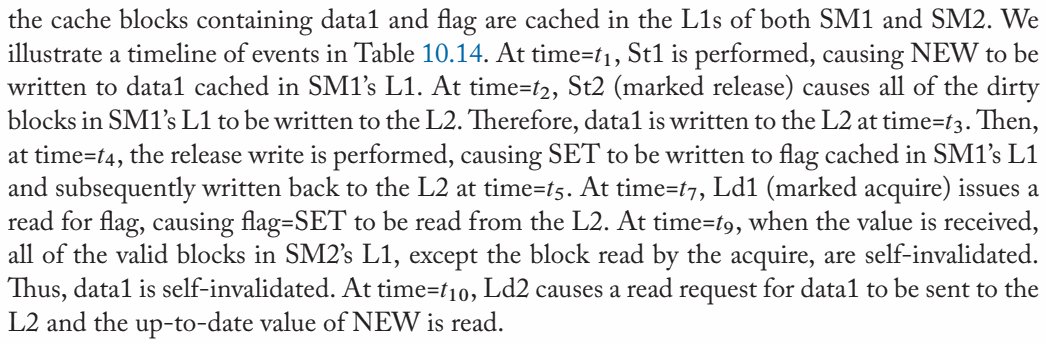 the cache blocks containing data1 and flag are cached in the L1s of both SM1 and SM2. We
illustrate a timeline of events in Table 10.14. At time=t₁, St1 is performed, causing NEW to be
written to data1 cached in SM1's L1. At time=t₂, St2 (marked release) causes all of the dirty
blocks in SM1's L1 to be written to the L2. Therefore, data1 is written to the L2 at time=t₃. Then,
at time=t₄, the release write is performed, causing SET to be written to flag cached in SM1's L1
and subsequently written back to the L2 at time=t₅. At time=t₇, Ld1 (marked acquire) issues a
read for flag, causing flag=SET to be read from the L2. At time=t₉, when the value is received,
all of the valid blocks in SM2's L1, except the block read by the acquire, are self-invalidated.
Thus, data1 is self-invalidated. At time=t₁₀, Ld2 causes a read request for data1 to be sent to the
L2 and the up-to-date value of NEW is read.